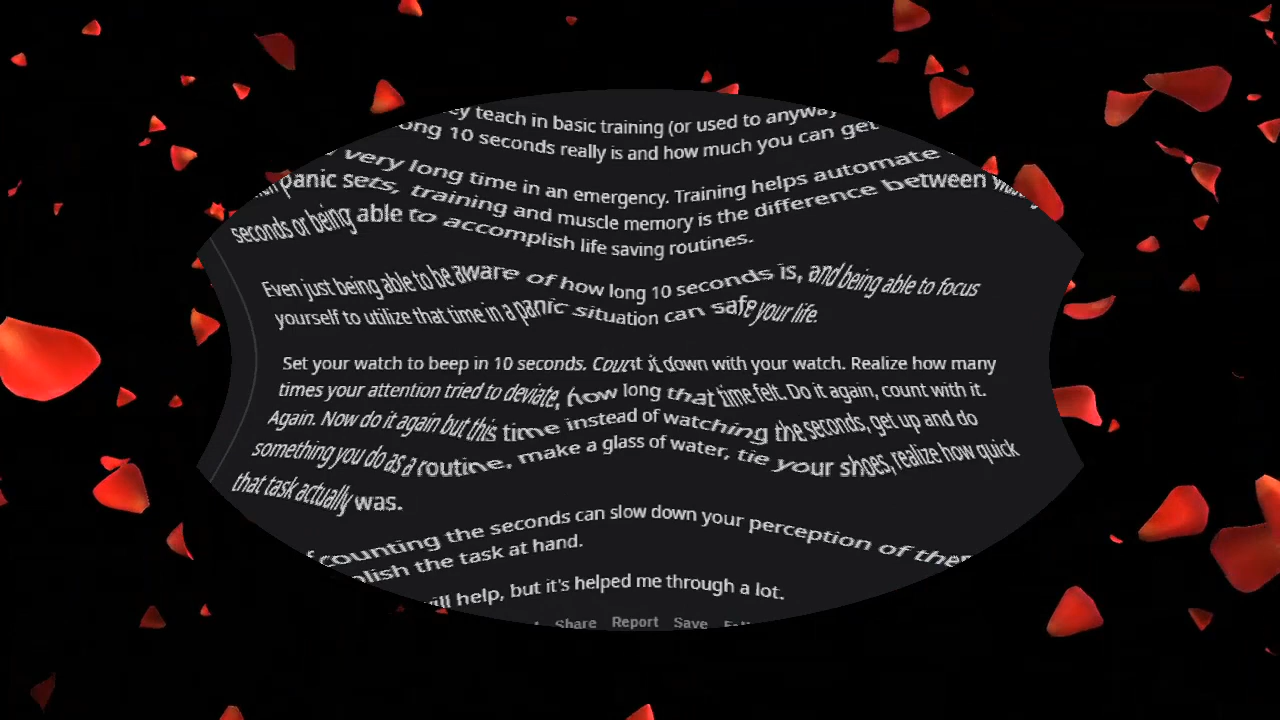 teach in basic training (or used to
10 seconds really is and how much you can get
very long time in an emergency. Training helps automate
panic sets, training and muscle memory is the difference between
seconds or being able to accomplish life saving routines.
Even just being able to be aware of how long 10 seconds is, and being able to focus
yourself to utilize that time in a panic situation can safe your life.
Set your watch to beep in 10 seconds. Count it down with your watch. Realize how many
times your attention tried to deviate, how long that time felt. Do it again, count with it.
Again. Now do it again but this time instead of watching the seconds, get up and do
something you do as a routine, make a glass of water, tie your shoes, realize how quick
that task actually was.
counting the seconds can slow down your perception of
the task at hand.
help, but it's helped me through a lot.
Share Report Save